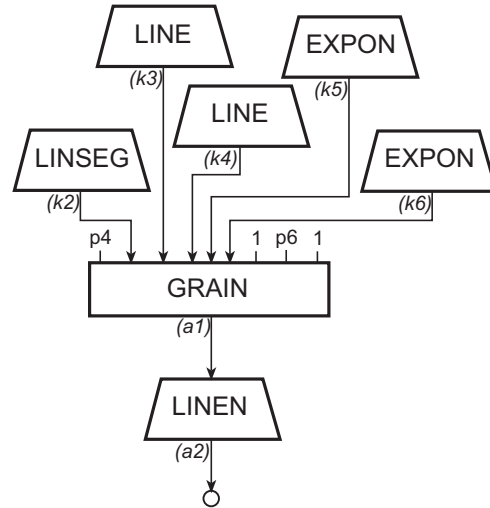 LINE
(k3)
EXPON
(k5)
LINE
(k4)
LINSEG
(k2)
EXPON
(k6)
p4 1 p6 1
GRAIN
(a1)
LINEN
(a2)